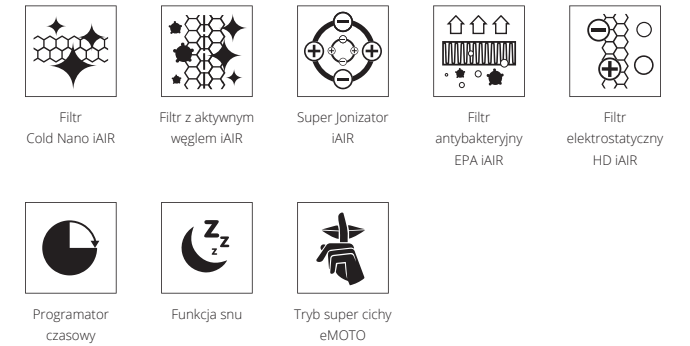 Filtr
Cold Nano iAIR
Filtr z aktywnym
węglem iAIR
Super Jonizator
iAIR
Filtr
antybakteryjny
EPA iAIR
Filtr
elektrostatyczny
HD iAIR
Z
Z
z
Programator
czasowy
Funkcja snu
Tryb super cichy
eMOTO